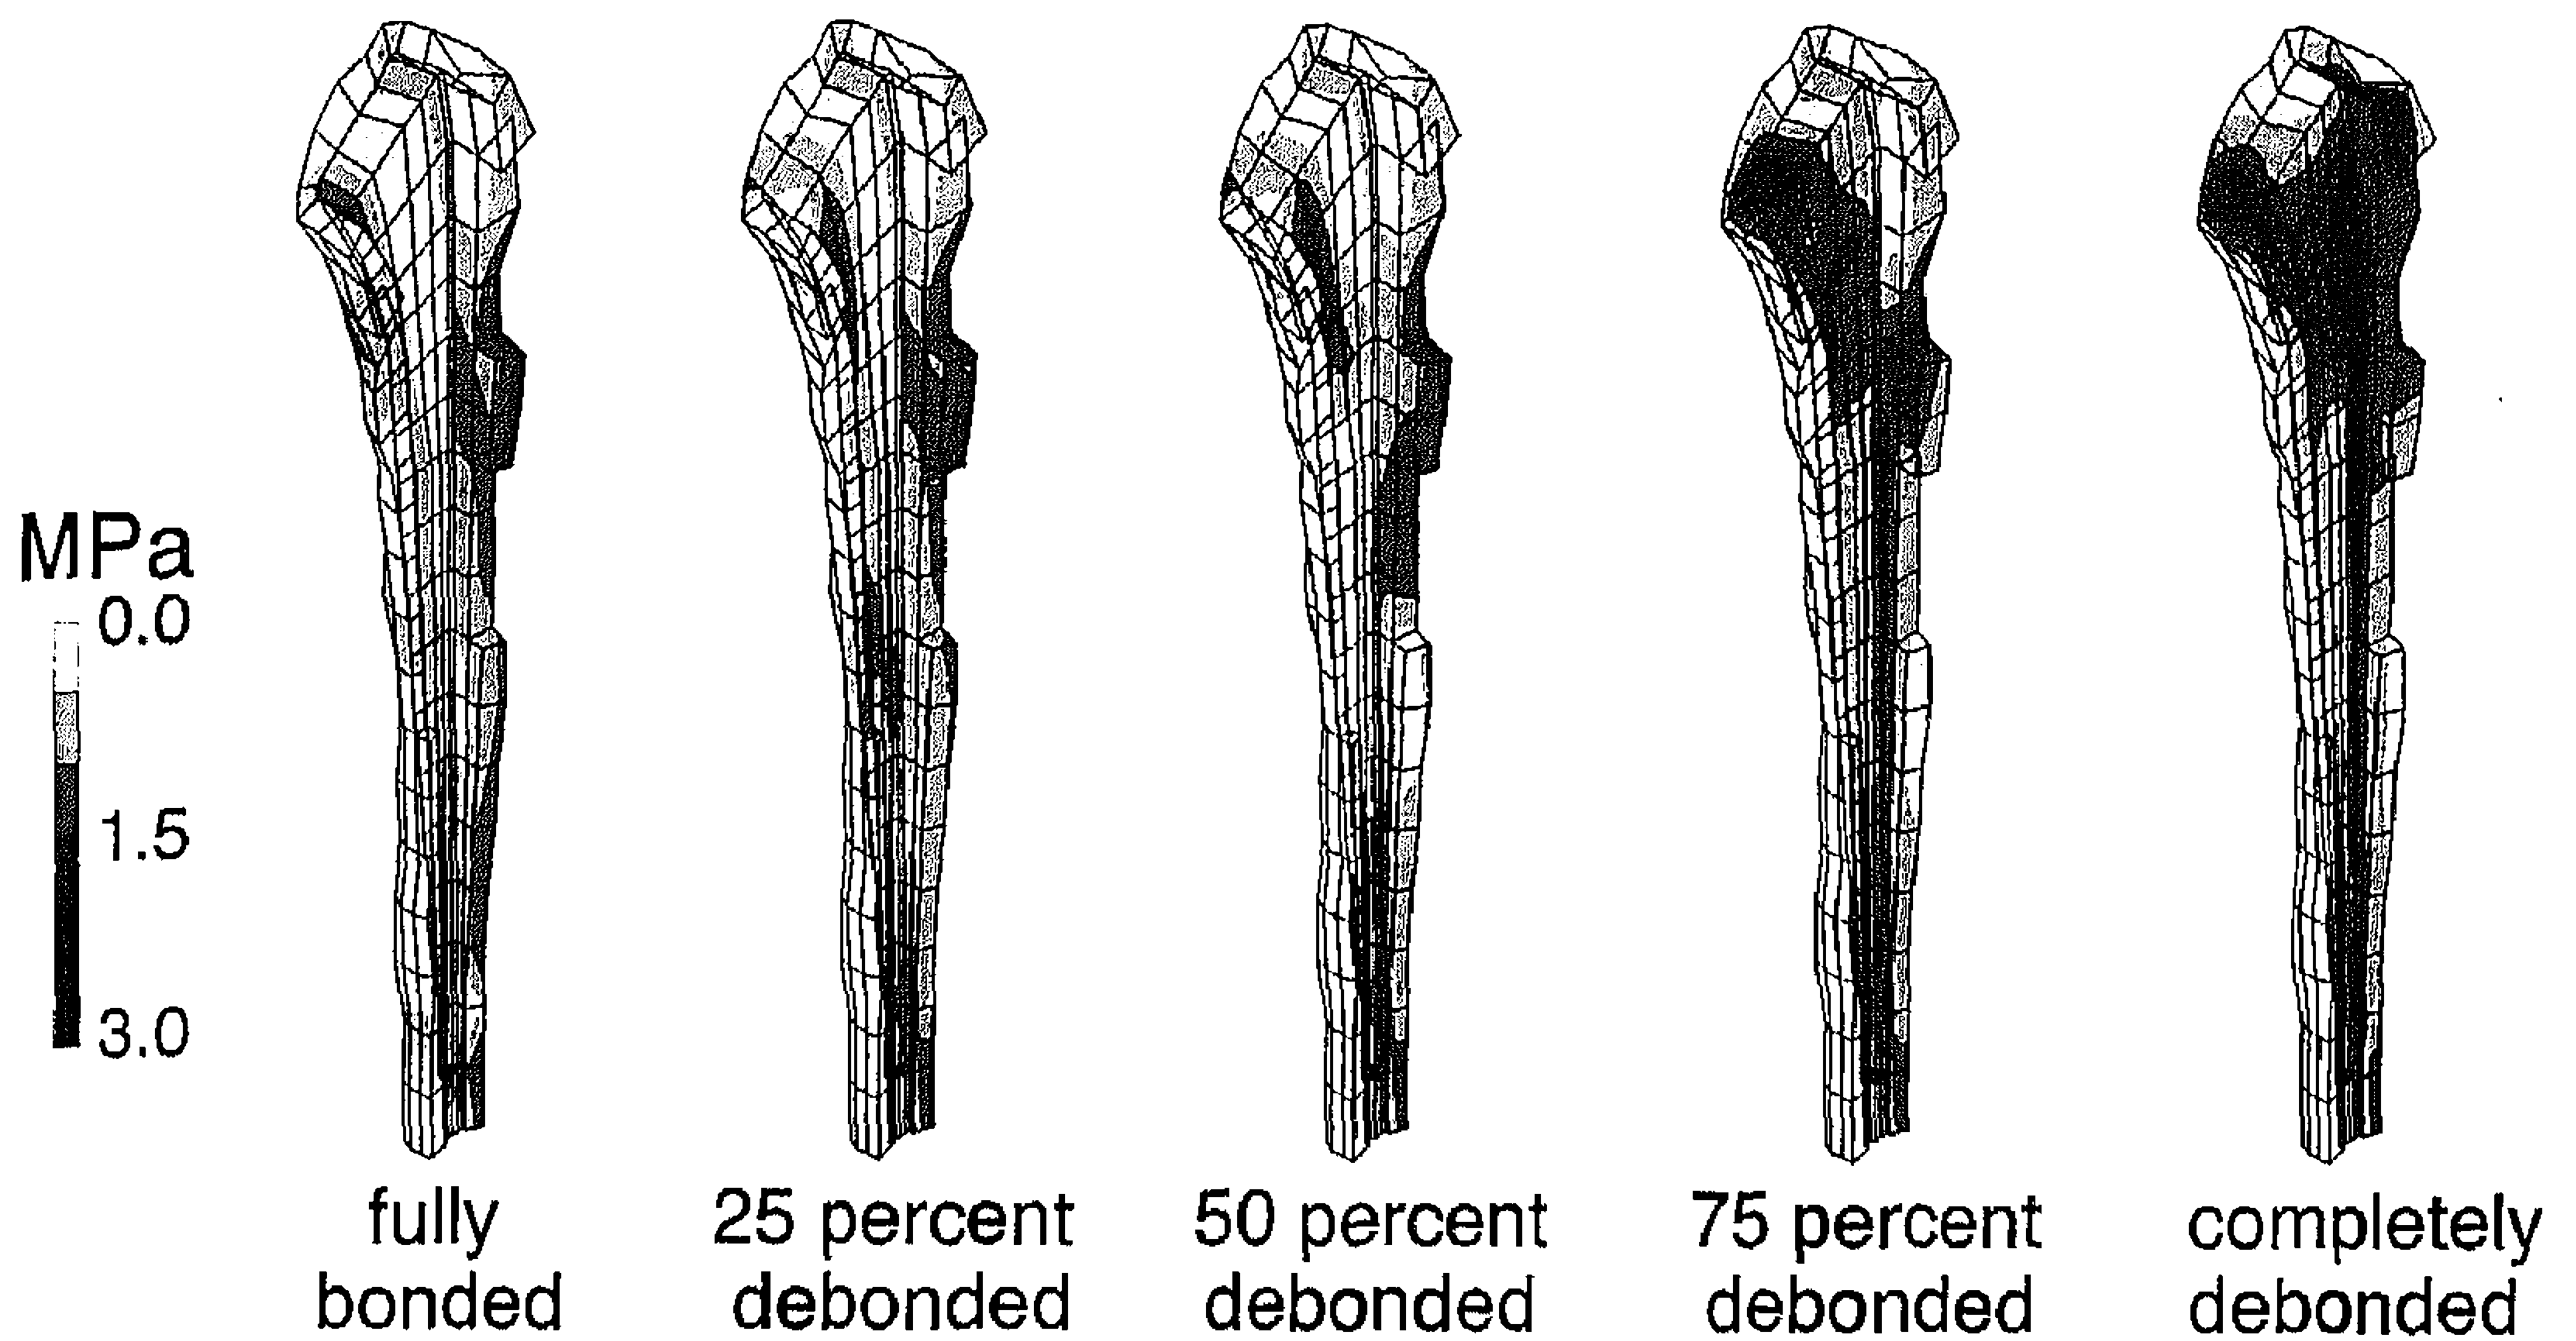 MPa
0.0
1.5
3.0
fully
bonded
25 percent
debonded
50 percent
debonded
75 percent
debonded
completely
debonded